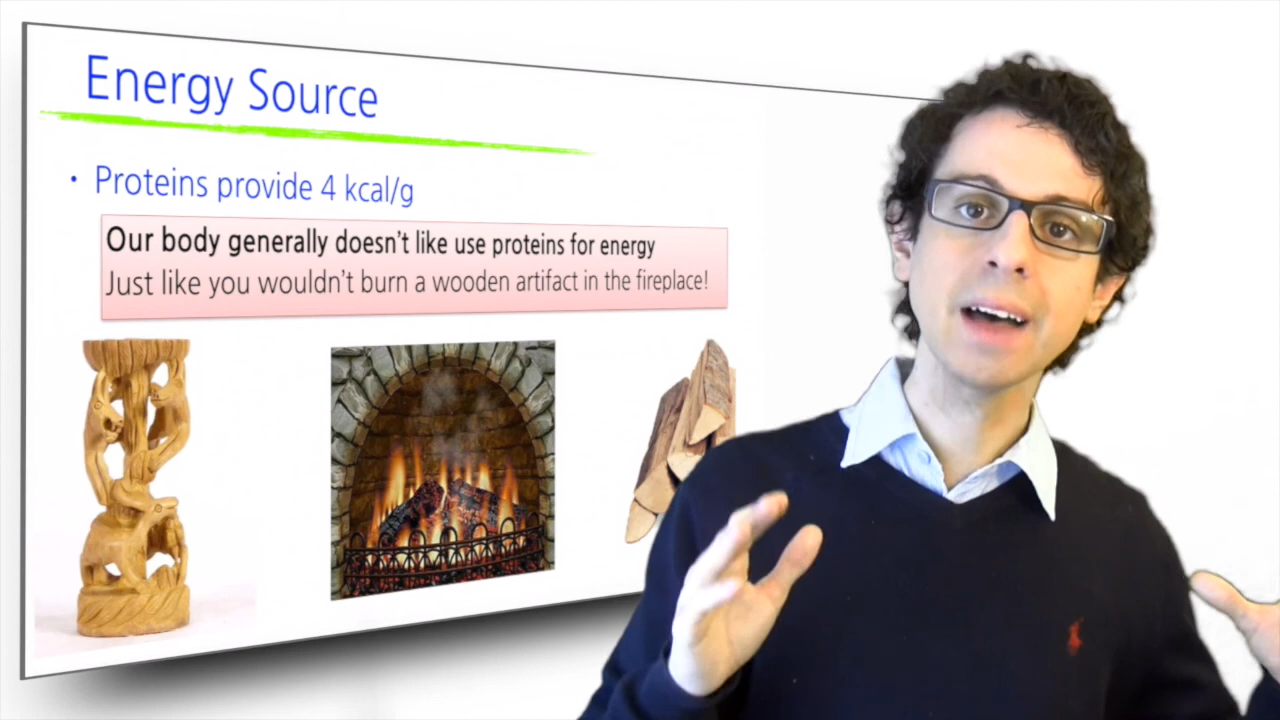 Energy Source
• Proteins provide 4 kcal/g
Our body generally doesn't like use proteins for energy
Just like you wouldn't burn a wooden artifact in the fireplace!